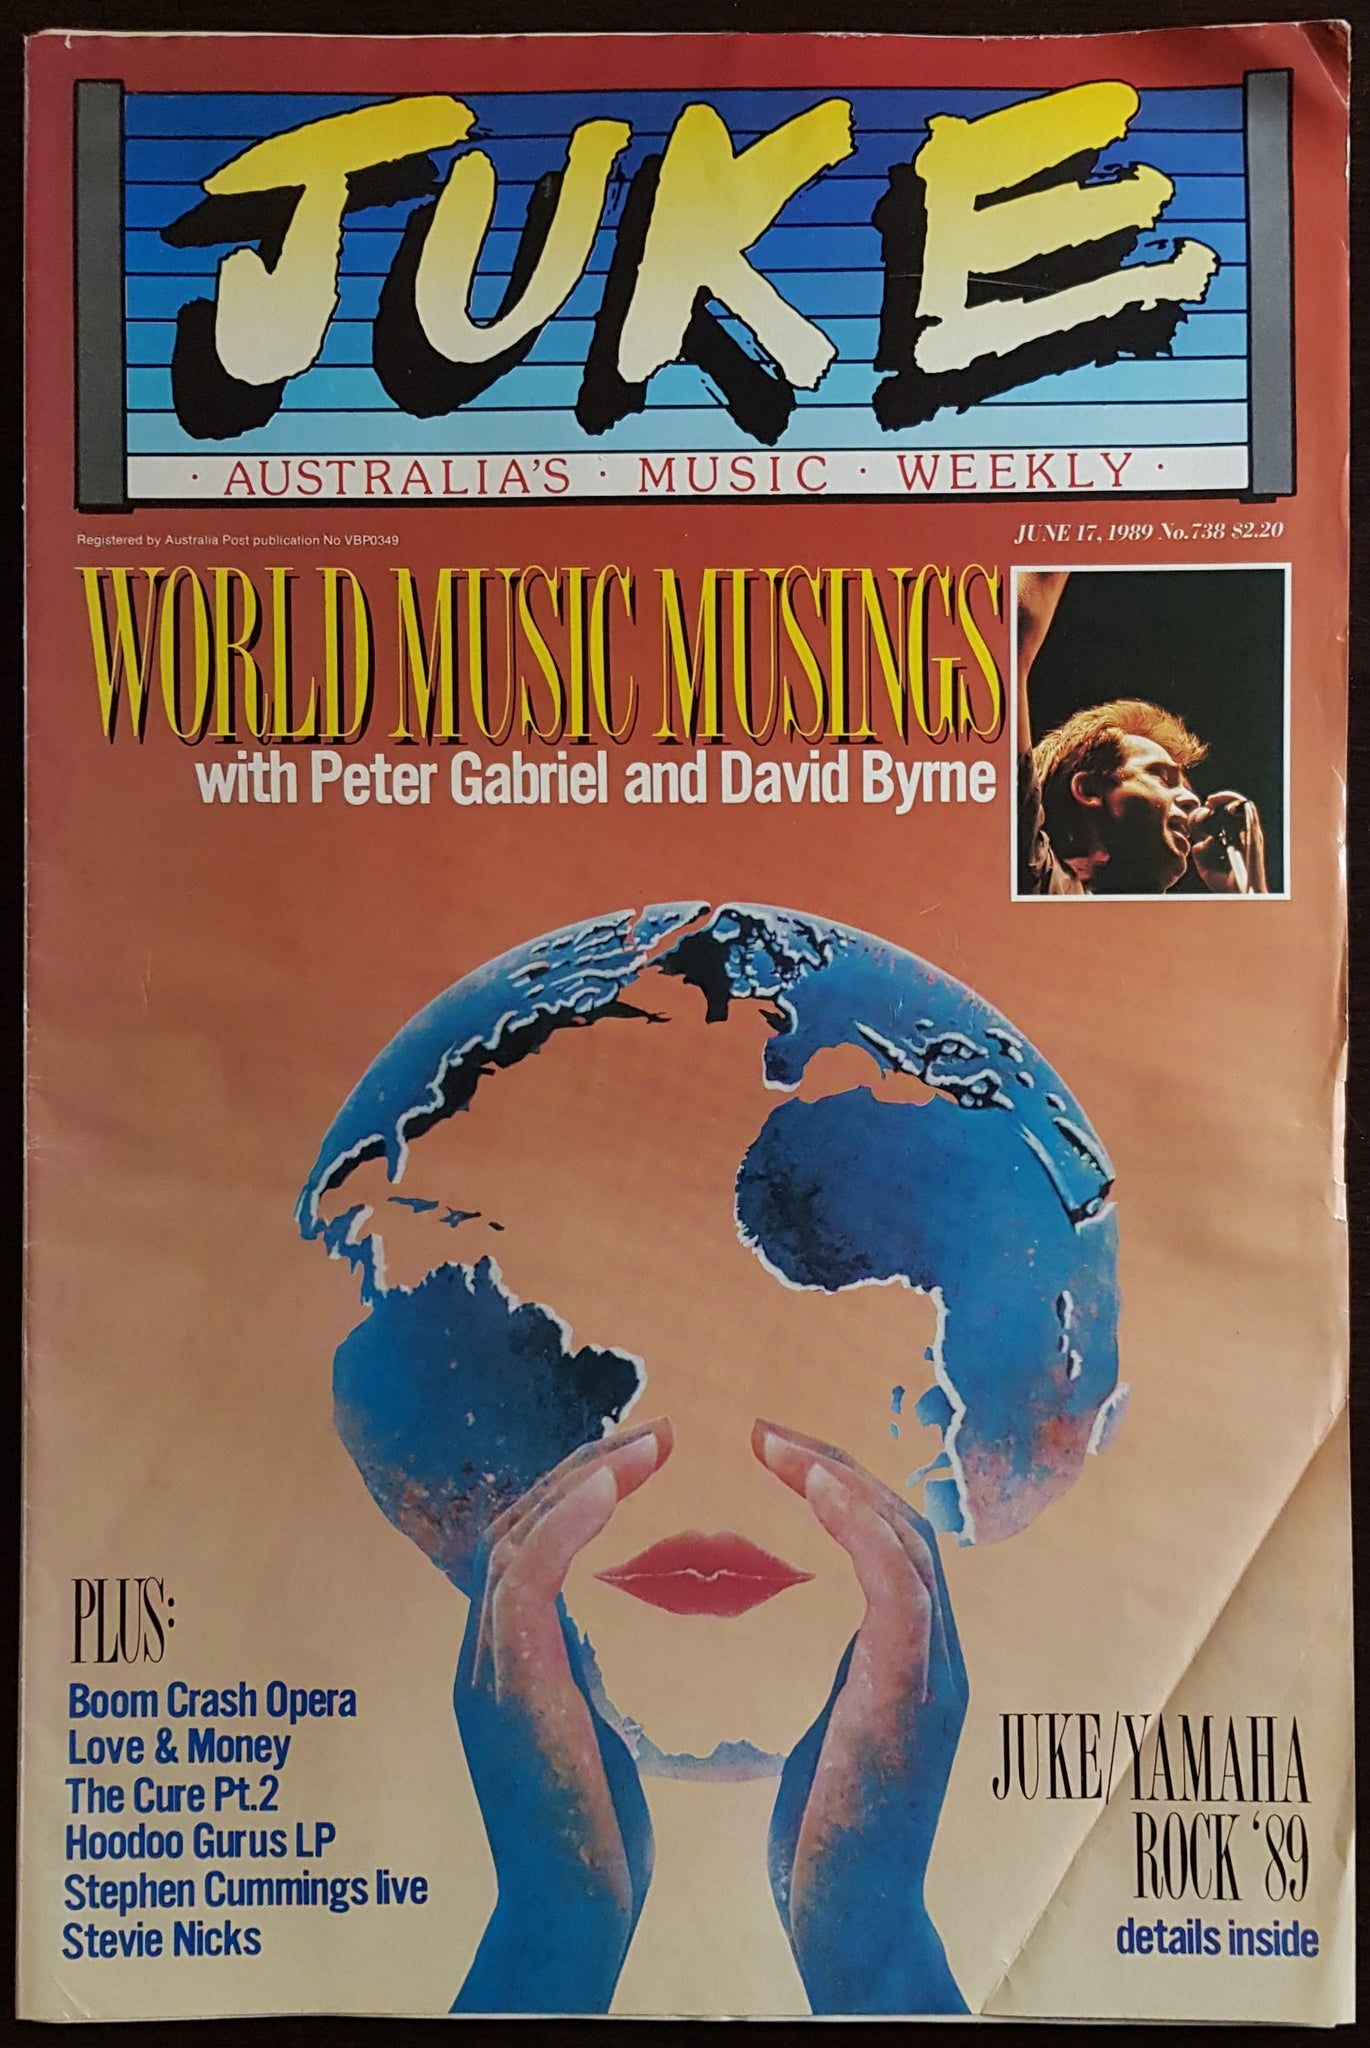 JUKE
· AUSTRALIA'S · MUSIC · WEEKLY ·
Registered by Australia Post publication No VBP0349
JUNE 17, 1989 No.738 $2.20
WORLD MUSIC MUSINGS
with Peter Gabriel and David Byrne
PLUS:
Boom Crash Opera
Love & Money
The Cure Pt.2
Hoodoo Gurus LP
Stephen Cummings live
Stevie Nicks
JUKE/YAMAHA
ROCK '89
details inside